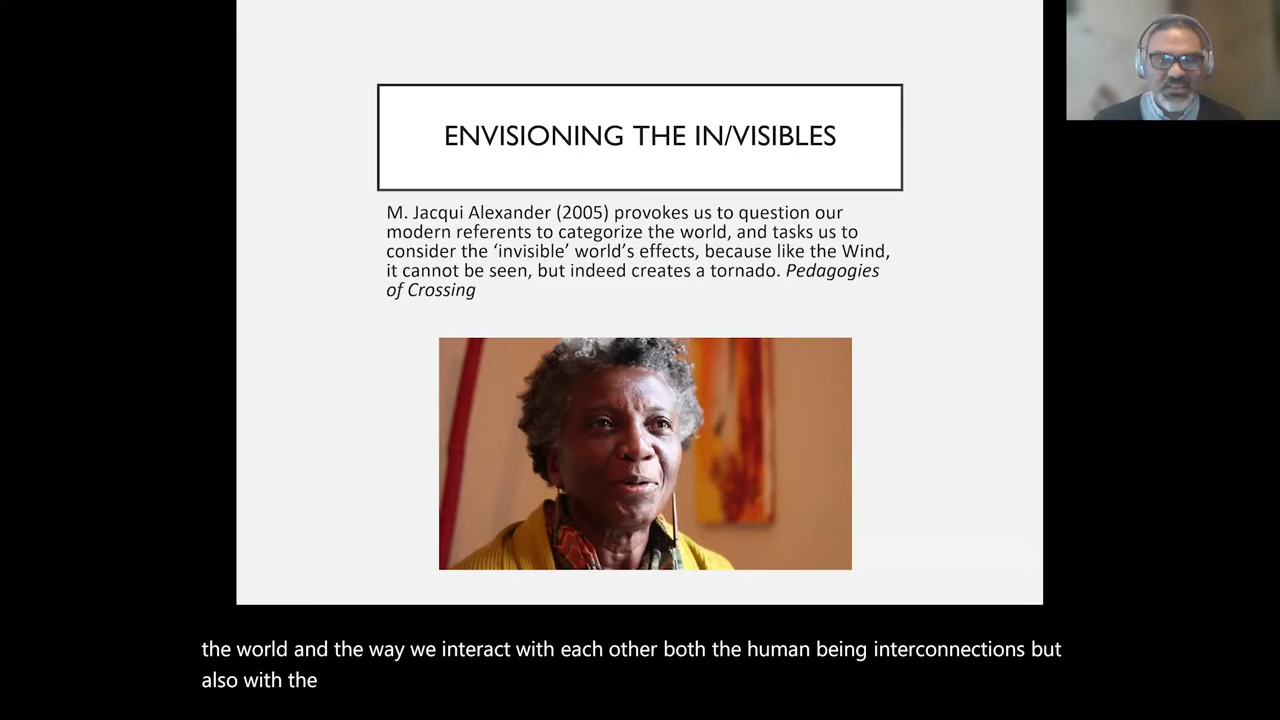 ENVISIONING THE IN/VISIBLES
M. Jacqui Alexander (2005) provokes us to question our
modern referents to categorize the world, and tasks us to
consider the ‘invisible’ world’s effects, because like the Wind,
it cannot be seen, but indeed creates a tornado. Pedagogies
of Crossing
the world and the way we interact with each other both the human being interconnections but
also with the